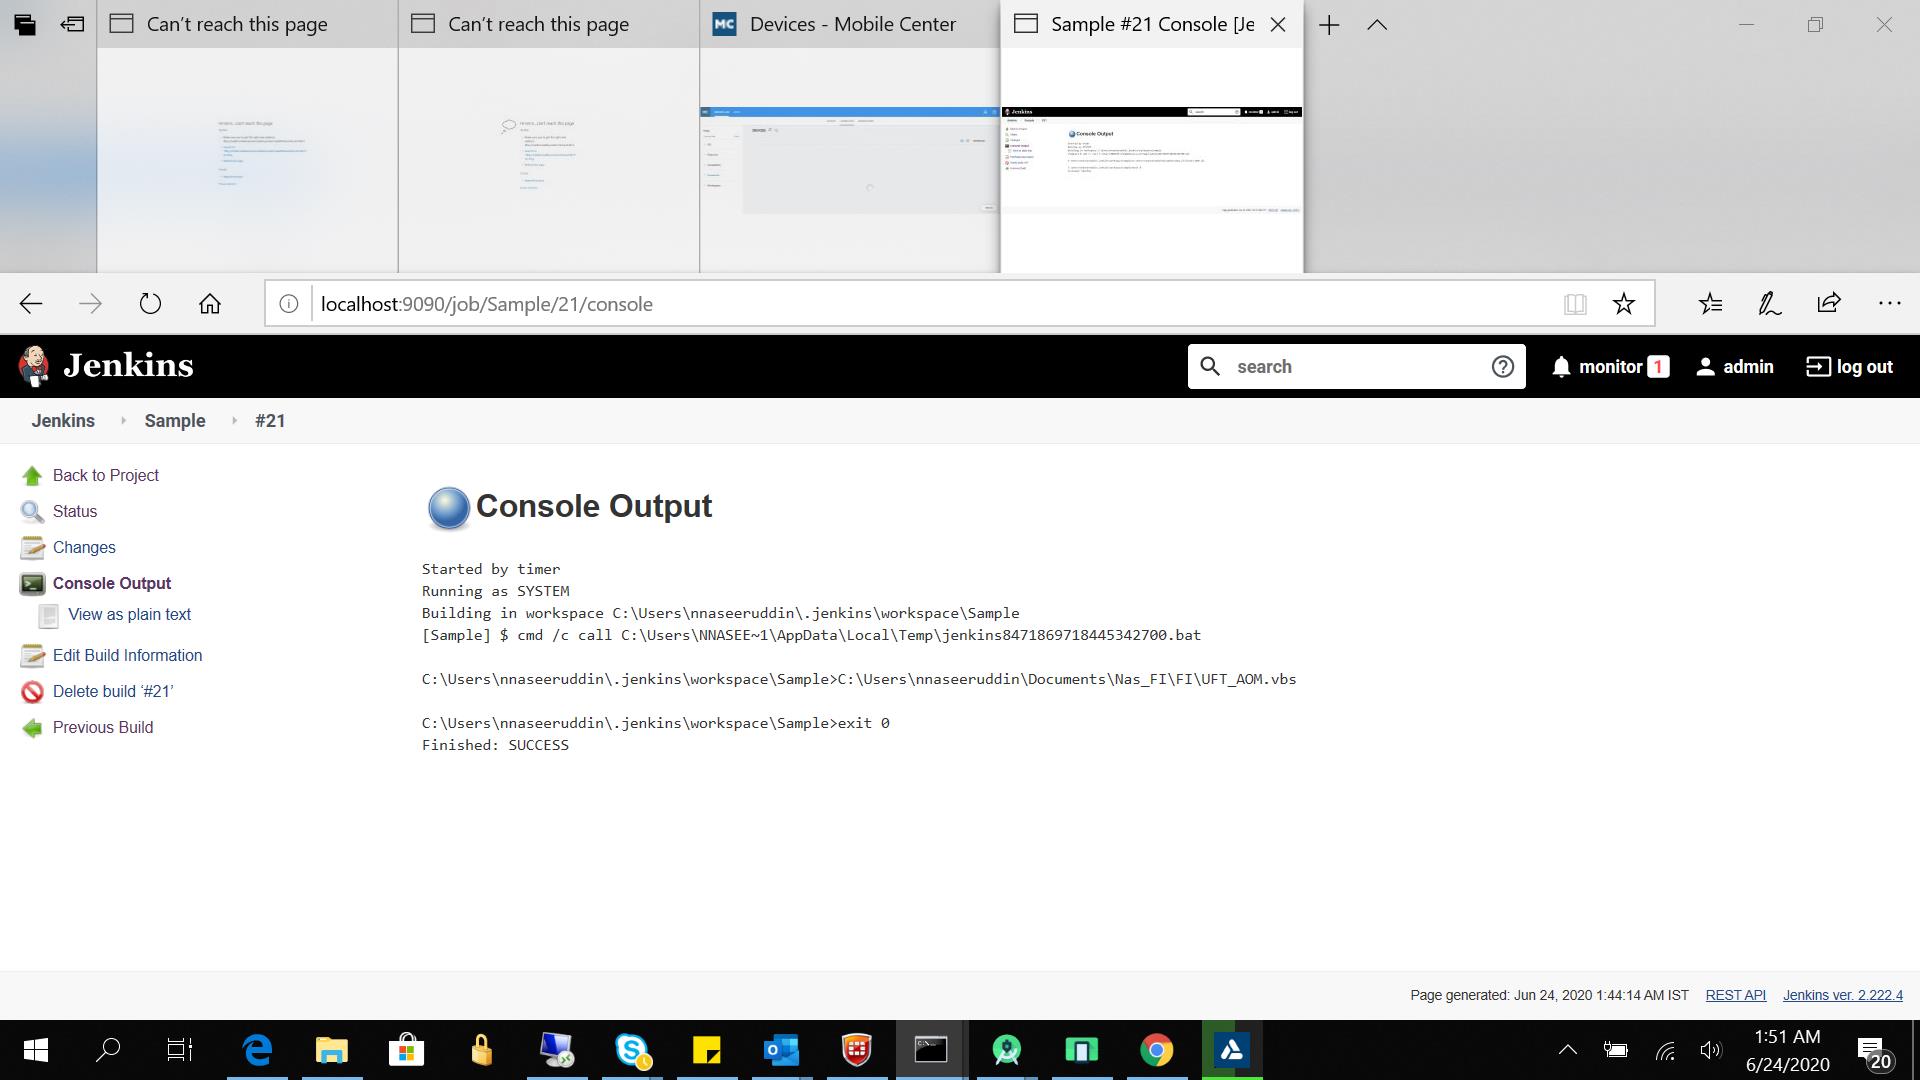 Can't reach this page
Can't reach this page
MC Devices - Mobile Center
Sample #21 Console [Je
localhost:9090/job/Sample/21/console
Jenkins
search
monitor 1
admin
log out
Jenkins
Sample
#21
Back to Project
Status
Changes
Console Output
View as plain text
Edit Build Information
Delete build ‘#21’
Previous Build
Console Output
Started by timer
Running as SYSTEM
Building in workspace C:\Users\nnaseeruddin\.jenkins\workspace\Sample
[Sample] $ cmd /c call C:\Users\NNASEE~1\AppData\Local\Temp\jenkins8471869718445342700.bat
C:\Users\nnaseeruddin\.jenkins\workspace\Sample>C:\Users\nnaseeruddin\Documents\Nas_FI\FI\UFT_AOM.vbs
C:\Users\nnaseeruddin\.jenkins\workspace\Sample>exit 0
Finished: SUCCESS
Page generated: Jun 24, 2020 1:44:14 AM IST
REST API
Jenkins ver. 2.222.4
1:51 AM
6/24/2020
20